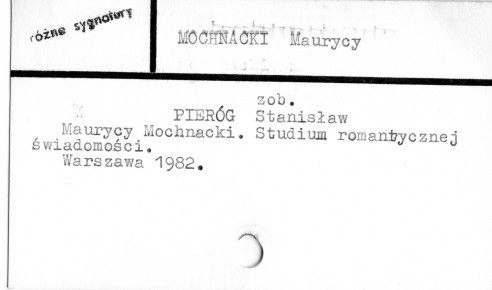 różne sygnatury
MOCHNACKI Maurycy
zob.
PIERÓG Stanisław
Maurycy Mochnacki. Studium romantycznej
świadomości.
Warszawa 1982.